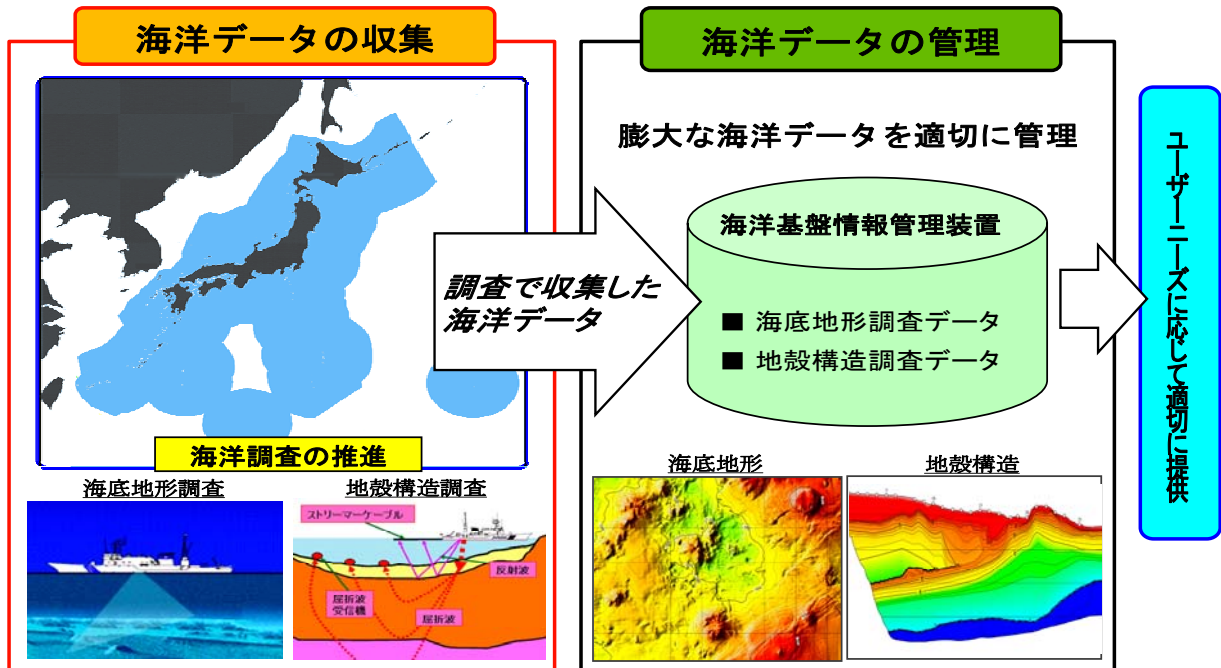 海洋データの収集
海洋調査の推進
海底地形調査
地殻構造調査
ストリーマーケーブル
反射波
屈折波
受信機
屈折波
調査で収集した
海洋データ
海洋データの管理
膨大な海洋データを適切に管理
海洋基盤情報管理装置
■ 海底地形調査データ
■ 地殻構造調査データ
海底地形
地殻構造
ユーザーニーズに応じて適切に提供